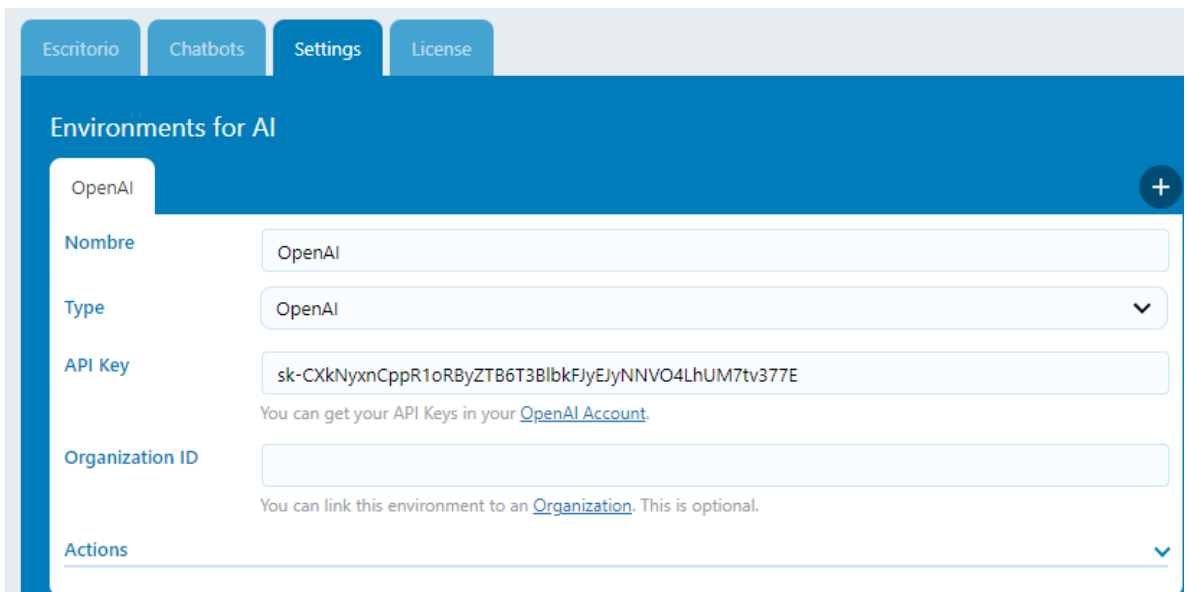 Escritorio
Chatbots
Settings
License
Environments for AI
OpenAI
+
Nombre
OpenAI
Type
OpenAI
API Key
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
You can get your API Keys in your OpenAI Account.
Organization ID
You can link this environment to an Organization. This is optional.
Actions